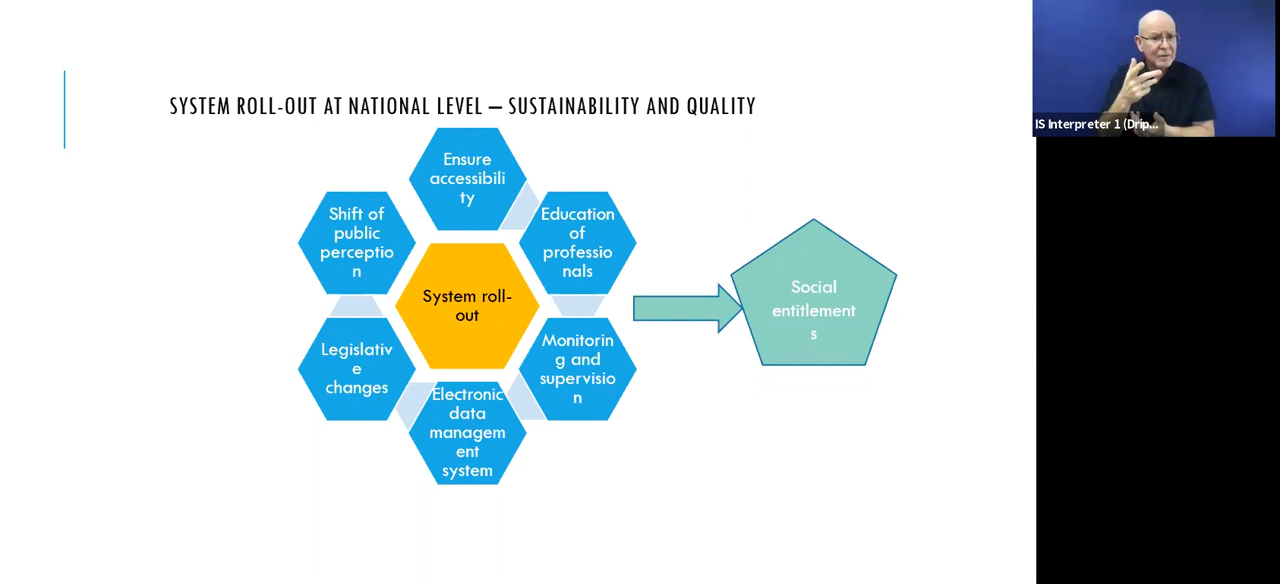 SYSTEM ROLL-OUT AT NATIONAL LEVEL – SUSTAINABILITY AND QUALITY
Ensure
accessibili
ty
Education
of
professio
nals
Monitorin
g and
supervisio
n
Electronic
data
managem
ent
system
Legislativ
e
changes
Shift of
public
perceptio
n
System roll-
out
Social
entitlement
s
IS Interpreter 1 (Drip...